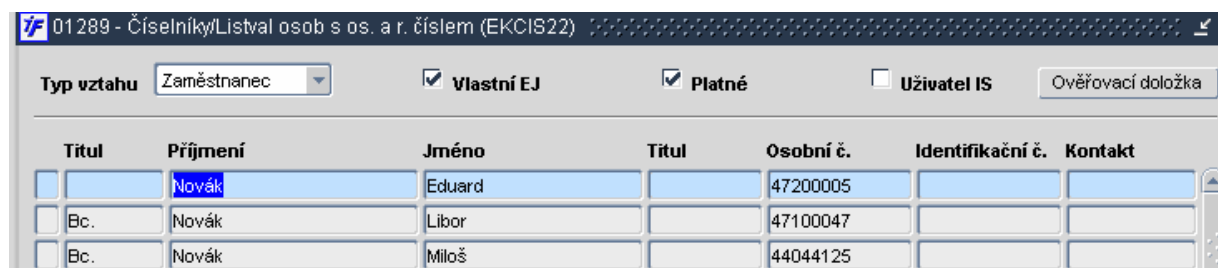 01289 - Číselníky/Listval osob s os. a r. číslem (EKCIS22)
Typ vztahu Zaměstnanec Vlastní EJ Platné Uživatel IS Ověřovací doložka
Titul Příjmení Jméno Titul Osobní č. Identifikační č. Kontakt
Novák Eduard 47200005
Bc. Novák Libor 47100047
Bc. Novák Miloš 44044125